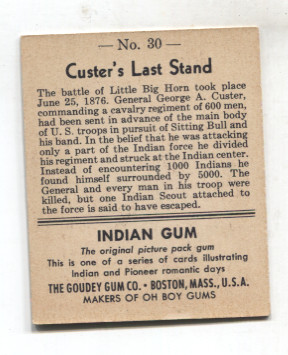 — No. 30 —
Custer's Last Stand
The battle of Little Big Horn took place
June 25, 1876. General George A. Custer,
commanding a cavalry regiment of 600 men,
had been sent in advance of the main body
of U. S. troops in pursuit of Sitting Bull and
his band. In the belief that he was attacking
only a part of the Indian force he divided
his regiment and struck at the Indian center.
Instead of encountering 1000 Indians he
found himself surrounded by 5000. The
General and every man in his troop were
killed, but one Indian Scout attached to
the force is said to have escaped.
INDIAN GUM
The original picture pack gum
This is one of a series of cards illustrating
Indian and Pioneer romantic days
THE GOUDEY GUM CO. • BOSTON, MASS., U.S.A.
MAKERS OF OH BOY GUMS